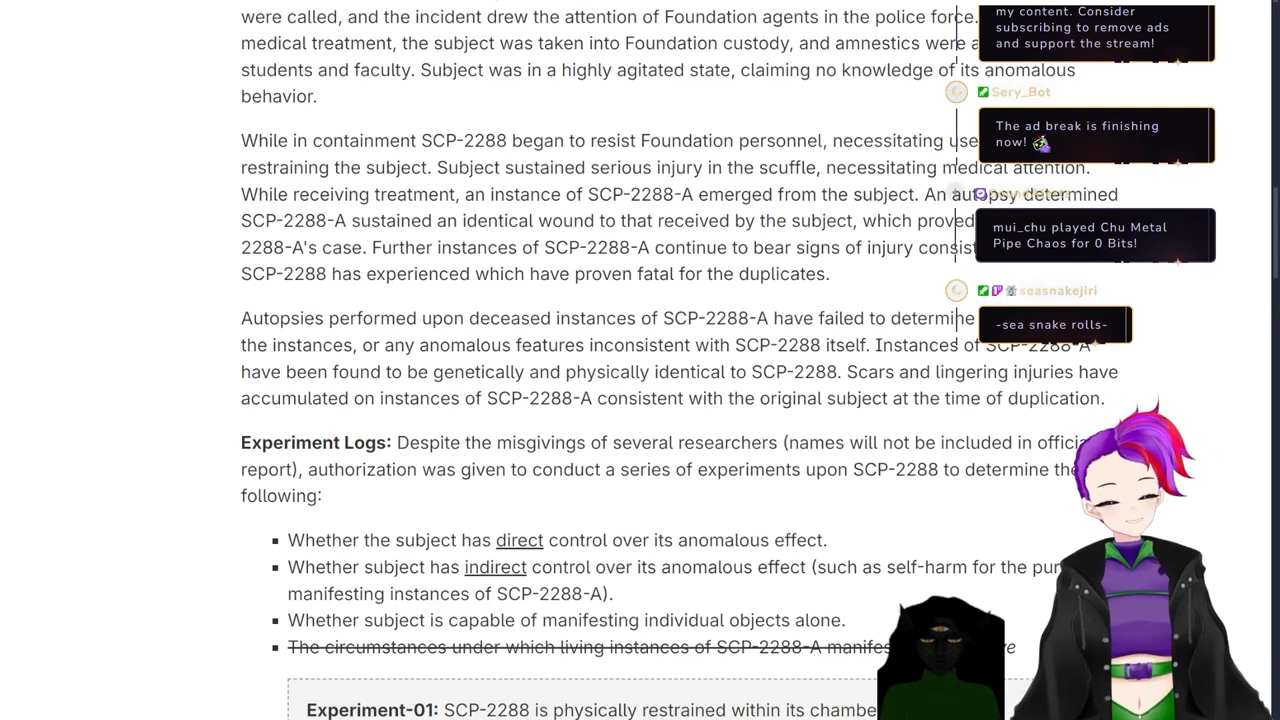 were called, and the incident drew the attention of Foundation agents in the police force.
medical treatment, the subject was taken into Foundation custody, and amnestics were a
students and faculty. Subject was in a highly agitated state, claiming no knowledge of its anomalous
behavior.
While in containment SCP-2288 began to resist Foundation personnel, necessitating use
restraining the subject. Subject sustained serious injury in the scuffle, necessitating medical attention.
While receiving treatment, an instance of SCP-2288-A emerged from the subject. An autopsy determined
SCP-2288-A sustained an identical wound to that received by the subject, which proved
2288-A's case. Further instances of SCP-2288-A continue to bear signs of injury consist
SCP-2288 has experienced which have proven fatal for the duplicates.
Autopsies performed upon deceased instances of SCP-2288-A have failed to determine
the instances, or any anomalous features inconsistent with SCP-2288 itself. Instances of SCP-2288-A
have been found to be genetically and physically identical to SCP-2288. Scars and lingering injuries have
accumulated on instances of SCP-2288-A consistent with the original subject at the time of duplication.
Experiment Logs: Despite the misgivings of several researchers (names will not be included in officia
report), authorization was given to conduct a series of experiments upon SCP-2288 to determine the
following:
Whether the subject has direct control over its anomalous effect.
Whether subject has indirect control over its anomalous effect (such as self-harm for the pur
manifesting instances of SCP-2288-A).
Whether subject is capable of manifesting individual objects alone.
The circumstances under which living instances of SCP-2288-A manifes
Experiment-01: SCP-2288 is physically restrained within its chambe
my content. Consider
subscribing to remove ads
and support the stream!
Sery_Bot
The ad break is finishing
now!
mui_chu played Chu Metal
Pipe Chaos for 0 Bits!
seasnakejiri
-sea snake rolls-